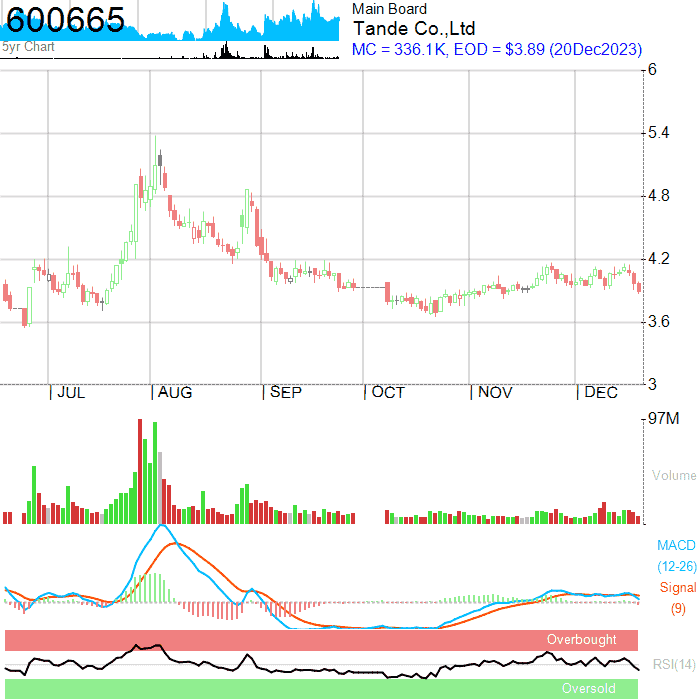 600665
5yr Chart
Main Board
Tande Co.,Ltd
MC = 336.1K, EOD = $3.89 (20Dec2023)
6
5.4
4.8
4.2
3.6
3
JUL AUG SEP OCT NOV DEC
97M
Volume
MACD
(12-26)
Signal
(9)
Overbought
RSI(14)
Oversold